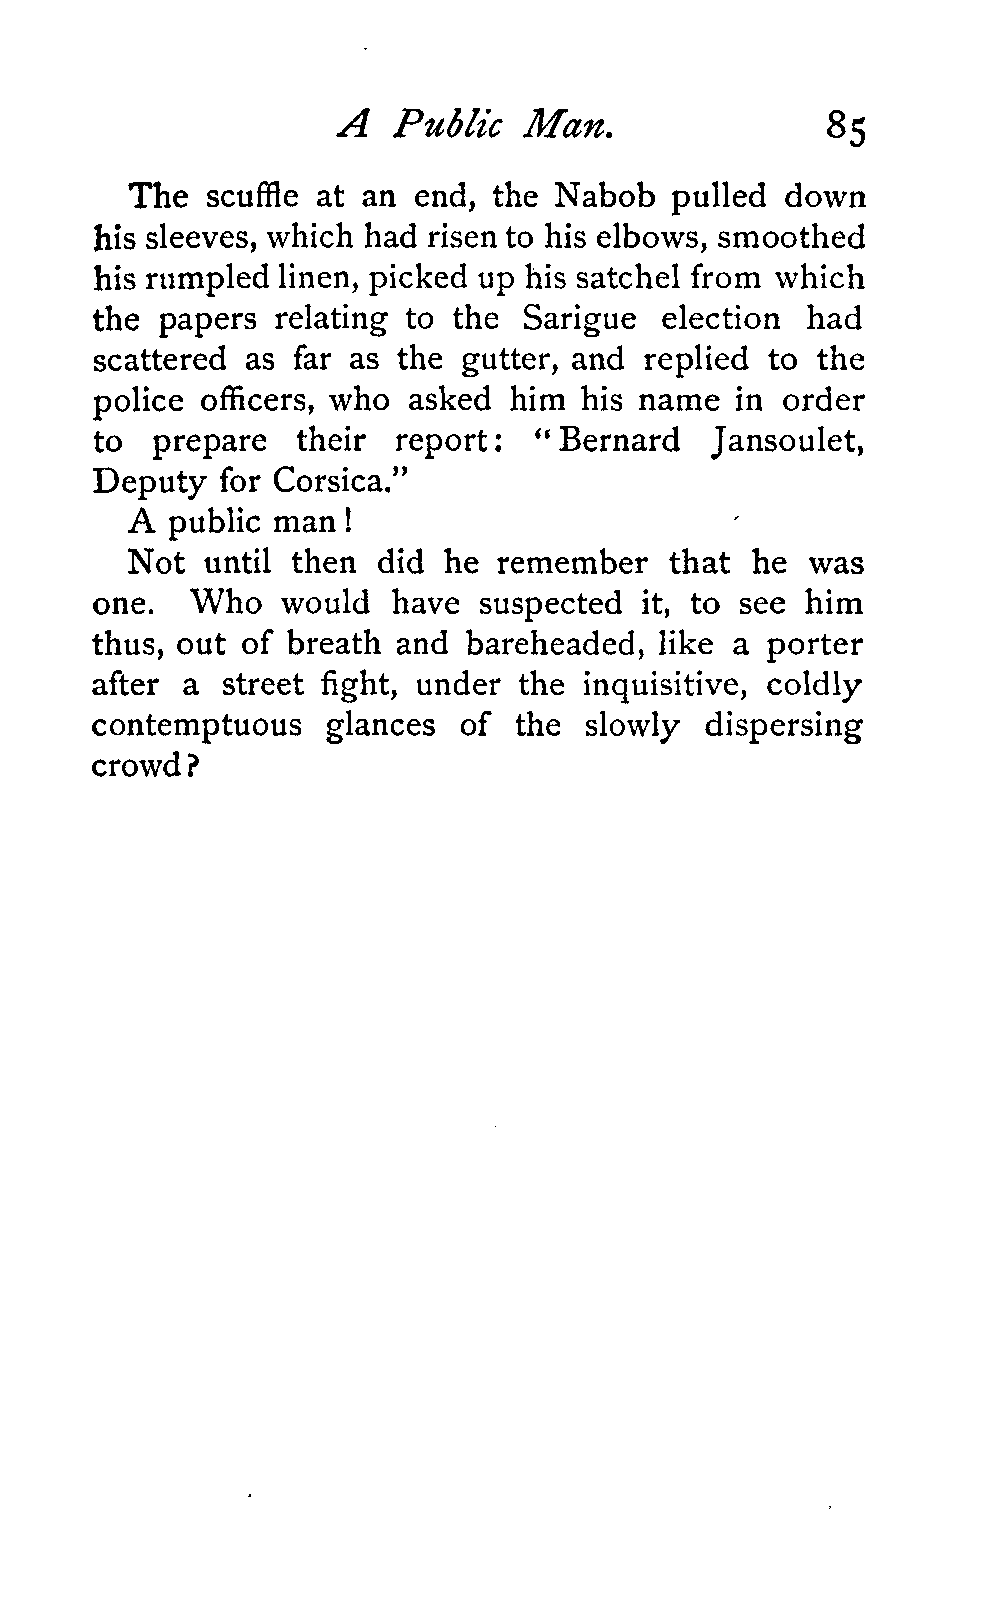 A Public Man. 85
The scuffle at an end, the Nabob pulled down
his sleeves, which had risen to his elbows, smoothed
his rumpled linen, picked up his satchel from which
the papers relating to the Sarigue election had
scattered as far as the gutter, and replied to the
police officers, who asked him his name in order
to prepare their report: “Bernard Jansoulet,
Deputy for Corsica.”
A public man!
Not until then did he remember that he was
one. Who would have suspected it, to see him
thus, out of breath and bareheaded, like a porter
after a street fight, under the inquisitive, coldly
contemptuous glances of the slowly dispersing
crowd?